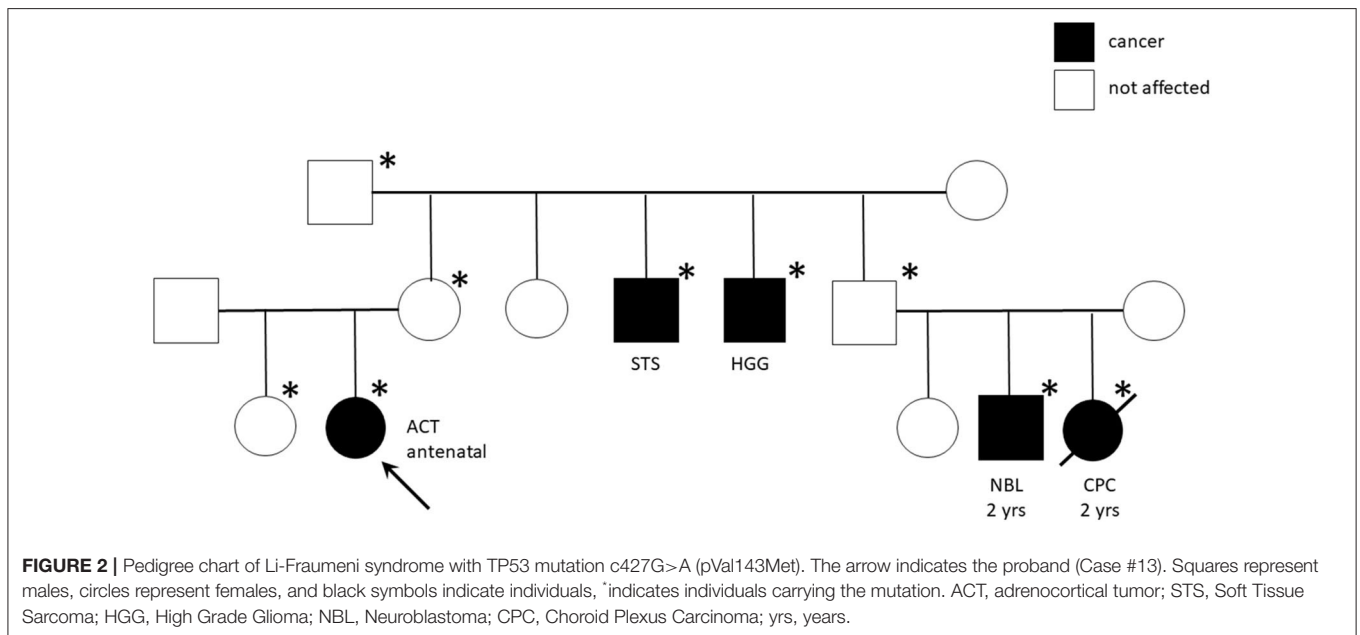 cancer
not affected
*
* * * *
STS HGG
* * * *
ACT
antenatal
NBL CPC
2 yrs 2 yrs
FIGURE 2 | Pedigree chart of Li-Fraumeni syndrome with TP53 mutation c427G>A (pVal143Met). The arrow indicates the proband (Case #13). Squares represent
males, circles represent females, and black symbols indicate individuals, *indicates individuals carrying the mutation. ACT, adrenocortical tumor; STS, Soft Tissue
Sarcoma; HGG, High Grade Glioma; NBL, Neuroblastoma; CPC, Choroid Plexus Carcinoma; yrs, years.